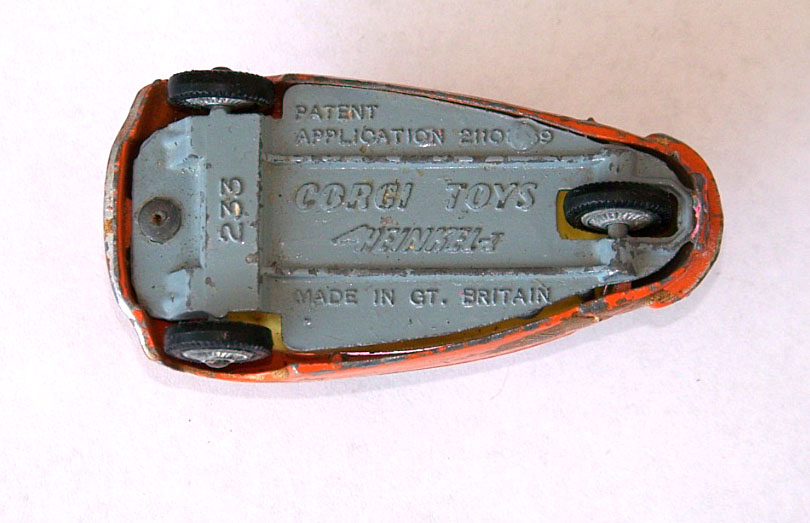 PATENT
APPLICATION
CORGI TOYS
HEINKEL-I
MADE IN GT. BRITAIN
233